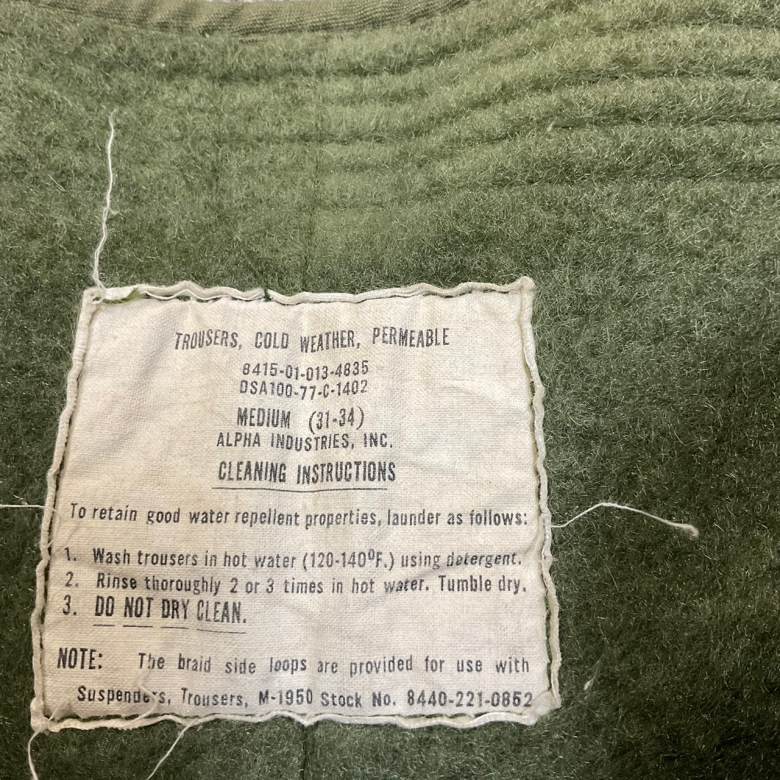 TROUSERS, COLD WEATHER, PERMEABLE
8415-01-013-4835
DSA100-77-C-1402
MEDIUM (31-34)
ALPHA INDUSTRIES, INC.
CLEANING INSTRUCTIONS
To retain good water repellent properties, launder as follows:
1. Wash trousers in hot water (120-140°F.) using detergent.
2. Rinse thoroughly 2 or 3 times in hot water. Tumble dry.
3. DO NOT DRY CLEAN.
NOTE: The braid side loops are provided for use with
Suspenders, Trousers, M-1950 Stock No. 8440-221-0852